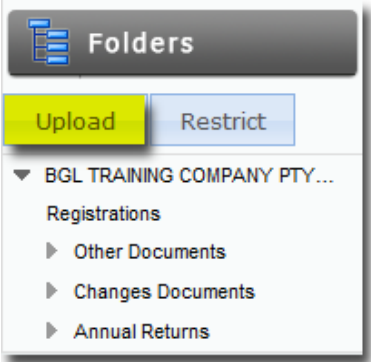 Folders
Upload Restrict
BGL TRAINING COMPANY PTY...
Registrations
Other Documents
Changes Documents
Annual Returns